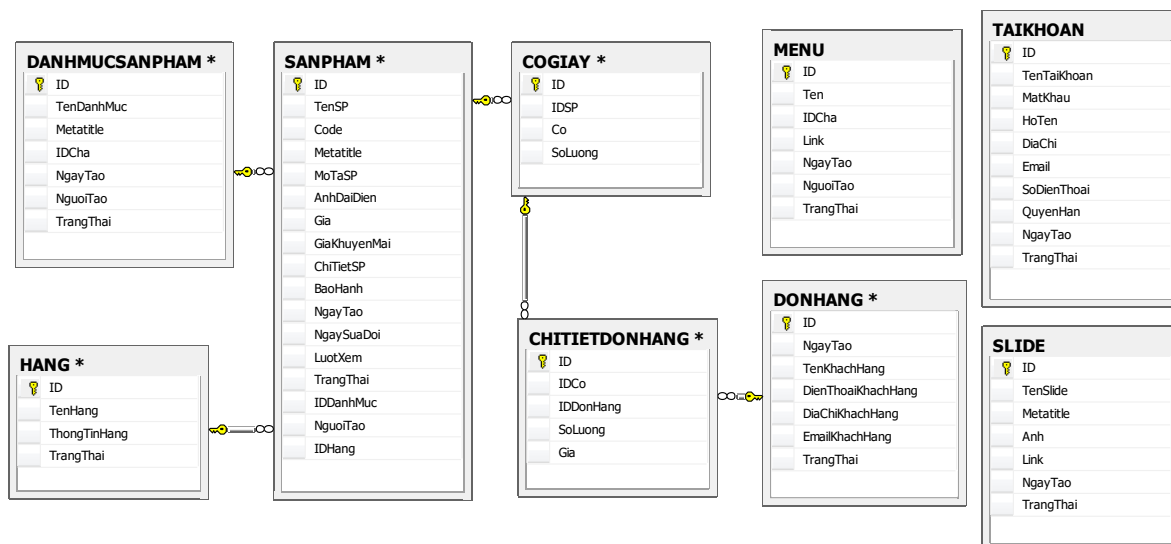 DANHMUCSANPHAM *
ID
TenDanhMuc
Metatitle
IDCha
NgayTao
NguoiTao
TrangThai
HANG *
ID
TenHang
ThongTinHang
TrangThai
SANPHAM *
ID
TenSP
Code
Metatitle
MoTaSP
AnhDaiDien
Gia
GiaKhuyenMai
ChiTietSP
BaoHanh
NgayTao
NgaySuaDoi
LuotXem
TrangThai
IDDanhMuc
NguoiTao
IDHang
COGIAY *
ID
IDSP
Co
SoLuong
CHITIETDONHANG *
ID
IDCo
IDDonHang
SoLuong
Gia
MENU
ID
Ten
IDCha
Link
NgayTao
NguoiTao
TrangThai
DONHANG *
ID
NgayTao
TenKhachHang
DienThoaiKhachHang
DiaChiKhachHang
EmailKhachHang
TrangThai
TAIKHOAN
ID
TenTaiKhoan
MatKhau
HoTen
DiaChi
Email
SoDienThoai
QuyenHan
NgayTao
TrangThai
SLIDE
ID
TenSlide
Metatitle
Anh
Link
NgayTao
TrangThai